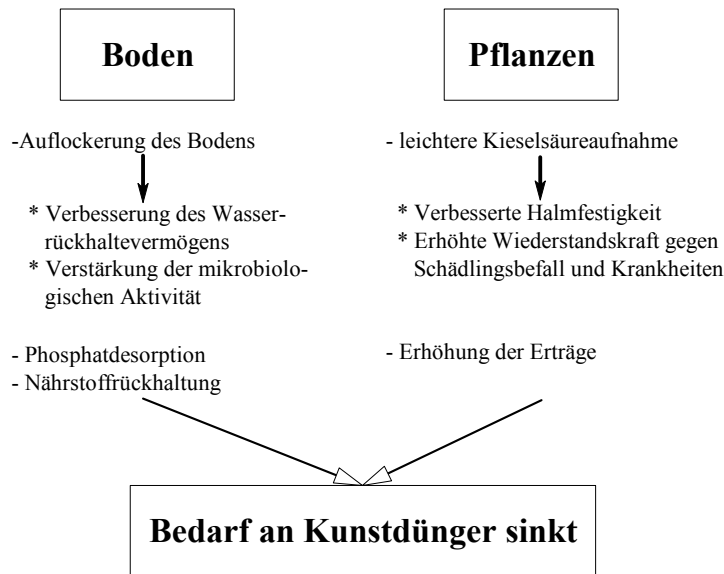 Boden
-Auflockerung des Bodens
* Verbesserung des Wasser-
rückhaltevermögens
* Verstärkung der mikrobiolo-
gischen Aktivität
- Phosphatdesorption
- Nährstoffrückhaltung
Pflanzen
- leichtere Kieselsäureaufnahme
* Verbesserte Halmfestigkeit
* Erhöhte Wiederstandskraft gegen
Schädlingsbefall und Krankheiten
- Erhöhung der Erträge
Bedarf an Kunstdünger sinkt